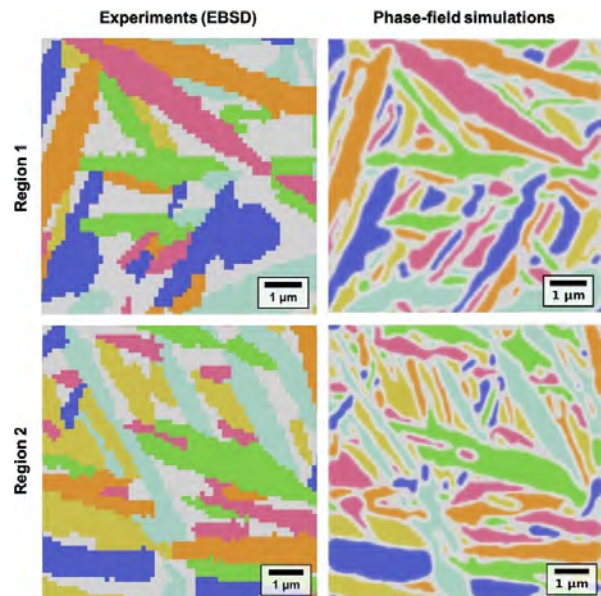 Experiments (EBSD)
Phase-field simulations
Region 1
1 µm
1 µm
Region 2
1 µm
1 µm